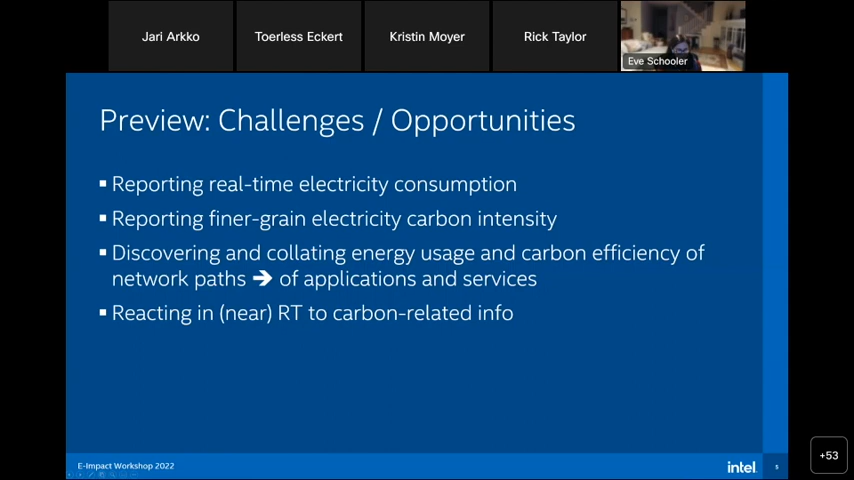 Jari Arkko
Toerless Eckert
Kristin Moyer
Rick Taylor
Eve Schooler
Preview: Challenges / Opportunities
▪ Reporting real-time electricity consumption
▪ Reporting finer-grain electricity carbon intensity
▪ Discovering and collating energy usage and carbon efficiency of
network paths ➔ of applications and services
▪ Reacting in (near) RT to carbon-related info
E-Impact Workshop 2022
intel
5
+53